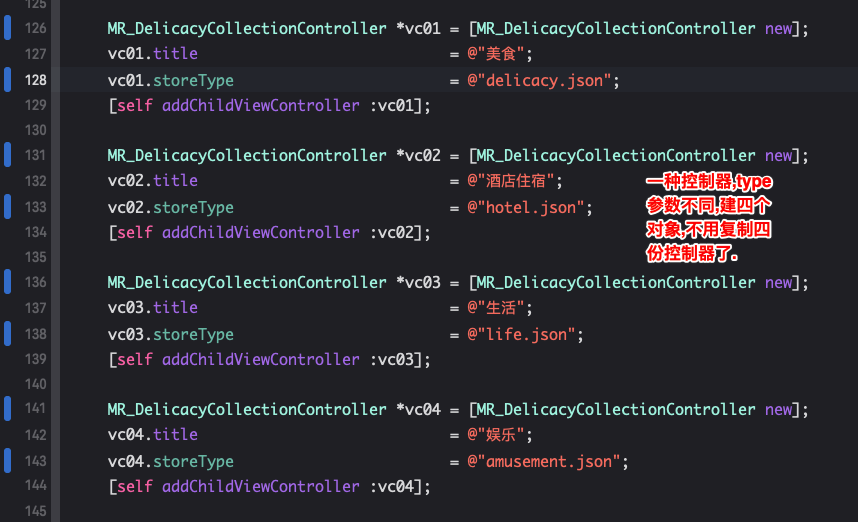 125
126 MR_DelicacyCollectionController *vc01 = [MR_DelicacyCollectionController new];
127 vc01.title = @"美食";
128 vc01.storeType = @"delicacy.json";
129 [self addChildViewController :vc01];
130
131 MR_DelicacyCollectionController *vc02 = [MR_DelicacyCollectionController new];
132 vc02.title = @"酒店住宿";
133 vc02.storeType = @"hotel.json";
134 [self addChildViewController :vc02];
135
136 MR_DelicacyCollectionController *vc03 = [MR_DelicacyCollectionController new];
137 vc03.title = @"生活";
138 vc03.storeType = @"life.json";
139 [self addChildViewController :vc03];
140
141 MR_DelicacyCollectionController *vc04 = [MR_DelicacyCollectionController new];
142 vc04.title = @"娱乐";
143 vc04.storeType = @"amusement.json";
144 [self addChildViewController :vc04];
145
一种控制器,type
参数不同,建四个
对象,不用复制四
份控制器了.